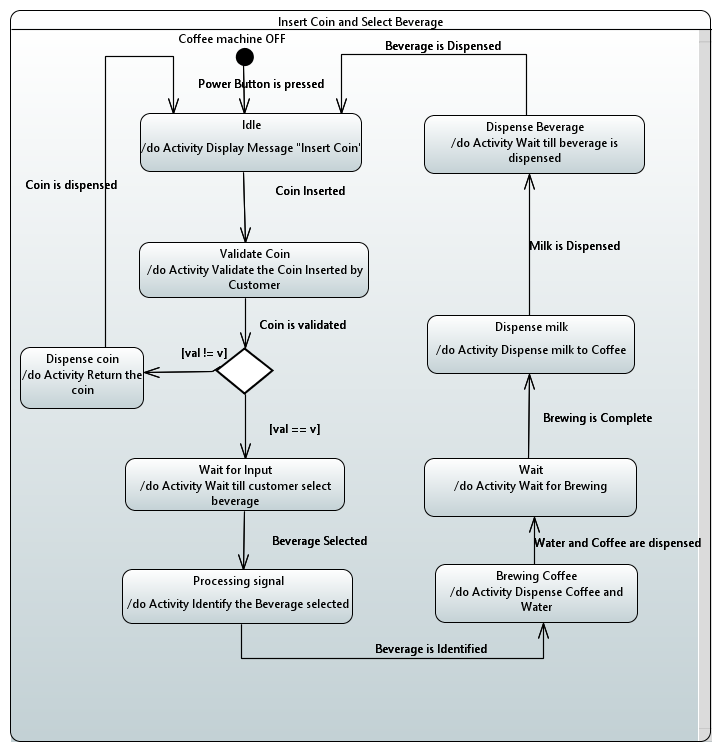 Insert Coin and Select Beverage
Coffee machine OFF
Power Button is pressed
Beverage is Dispensed
Idle
/do Activity Display Message "Insert Coin'
Dispense Beverage
/do Activity Wait till beverage is
dispensed
Coin is dispensed
Coin Inserted
Validate Coin
/do Activity Validate the Coin Inserted by
Customer
Milk is Dispensed
Coin is validated
Dispense milk
/do Activity Dispense milk to Coffee
[val != v]
Dispense coin
/do Activity Return the
coin
[val == v]
Brewing is Complete
Wait for Input
/do Activity Wait till customer select
beverage
Wait
/do Activity Wait for Brewing
Beverage Selected
Water and Coffee are dispensed
Processing signal
/do Activity Identify the Beverage selected
Brewing Coffee
/do Activity Dispense Coffee and
Water
Beverage is Identified